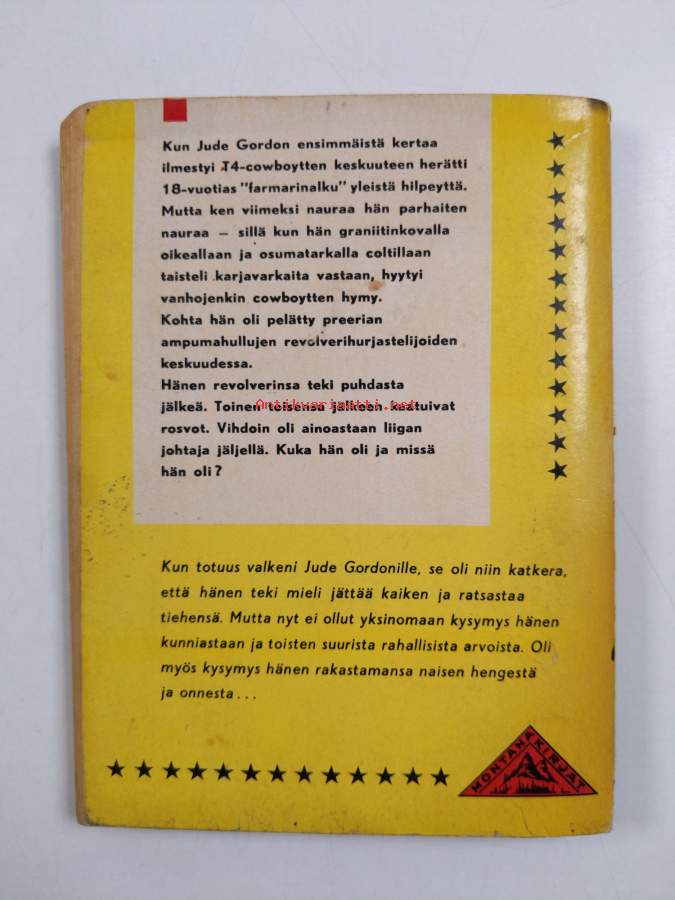 Kun Jude Gordon ensimmäistä kertaa
ilmestyi J4-cowboytten keskuuteen herätti
18-vuotias "farmarinalku" yleistä hilpeyttä.
Mutta ken viimeksi nauraa hän parhaiten
nauraa — sillä kun hän graniitinkovalla
oikeallaan ja osumatarkalla coltillaan
taisteli karjavarkaita vastaan, hyytyi
vanhojenkin cowboytten hymy.
Kohta hän oli pelätty preerian
ampumahullujen revolverihurjastelijoiden
keskuudessa.
Hänen revolverinsa teki puhdasta
jälkeä. Toinen toisensa jälkeen kaatuivat
rosvot. Vihdoin oli ainoastaan liigan
johtaja jäljellä. Kuka hän oli ja missä
hän oli?
Antikvariaatti.net
Kun totuus valkeni Jude Gordonille, se oli niin katkera,
että hänen teki mieli jättää kaiken ja ratsastaa
tiehensä. Mutta nyt ei ollut yksinomaan kysymys hänen
kunniastaan ja toisten suurista rahallisista arvoista. Oli
myös kysymys hänen rakastamansa naisen hengestä
ja onnesta...
MONTANA KIRJAT